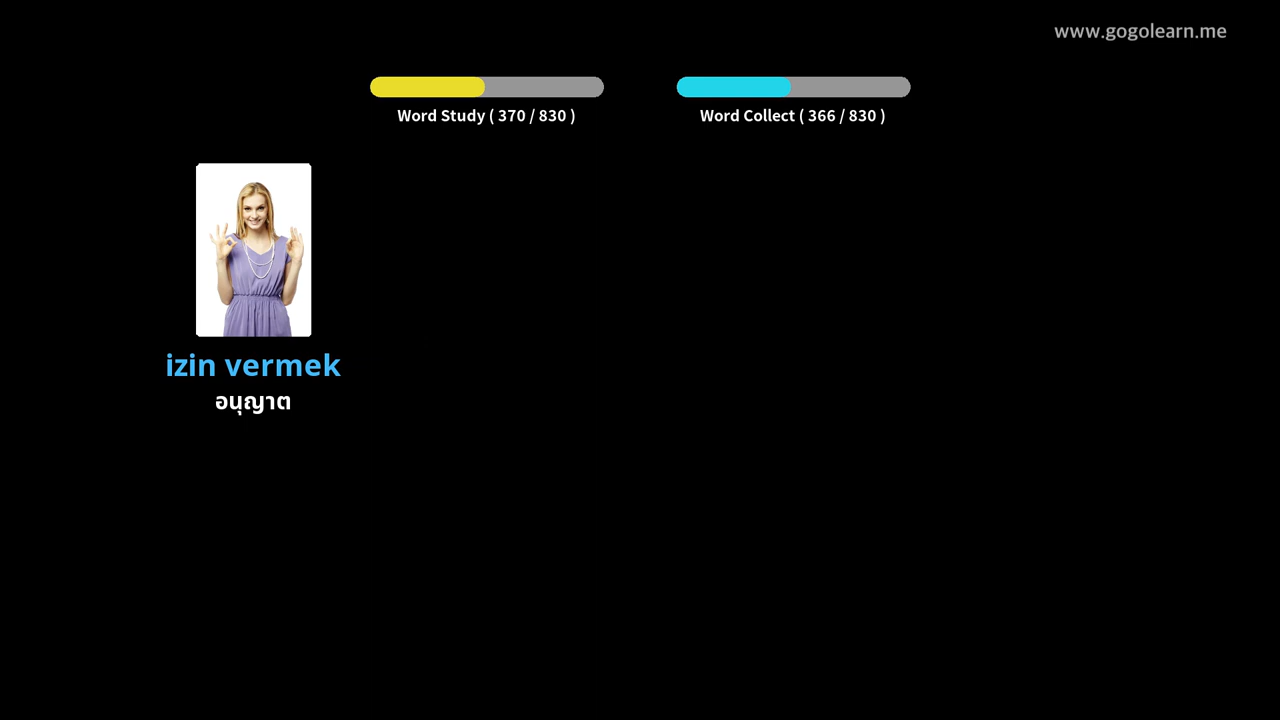 www.gogolearn.me
Word Study ( 370 / 830 )
Word Collect ( 366 / 830 )
izin vermek
อนุญาต